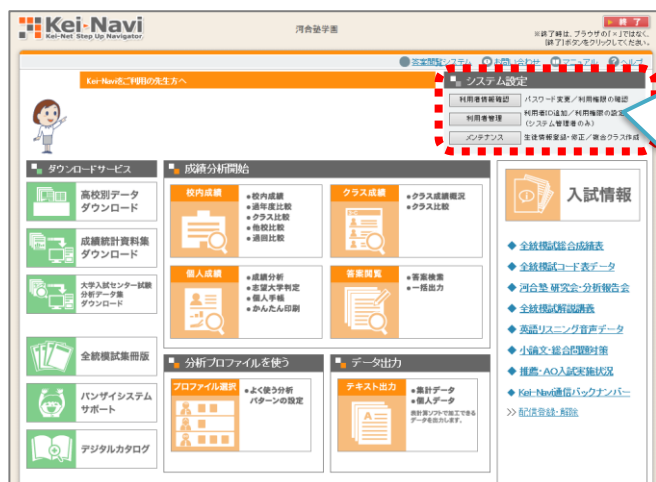 Kei-Navi
Kei-Net Step Up Navigator
河合塾学園
終 了
※終了時は、ブラウザの「×」ではなく、
[終了]ボタンをクリックしてください。
答案閲覧システム
お問い合わせ
マニュアル
ヘルプ
Kei-Naviをご利用の先生方へ
システム設定
利用者情報確認
パスワード変更／利用権限の確認
利用者管理
利用者ID追加／利用権限の設定
(システム管理者のみ)
メンテナンス
生徒情報登録・修正／複合クラス作成
ダウンロードサービス
高校別データ
ダウンロード
成績統計資料集
ダウンロード
大学入試センター試験
分析データ集
ダウンロード
全統模試集冊版
バンザイシステム
サポート
デジタルカタログ
成績分析開始
校内成績
●校内成績
●過年度比較
●クラス比較
●他校比較
●過回比較
クラス成績
●クラス成績概況
●クラス比較
個人成績
●成績分析
●志望大学判定
●個人手帳
●かんたん印刷
答案閲覧
●答案検索
●一括出力
分析プロファイルを使う
プロファイル選択
●よく使う分析
パターンの設定
データ出力
テキスト出力
●集計データ
●個人データ
表計算ソフトで加工できる
データを出力します。
入試情報
◆ 全統模試総合成績表
◆ 全統模試コード表データ
◆ 河合塾 研究会・分析報告会
◆ 全統模試解説講義
◆ 英語リスニング音声データ
◆ 小論文・総合問題対策
◆ 推薦・AO入試実施状況
◆ Kei-Navi通信バックナンバー
>> 配信登録・解除